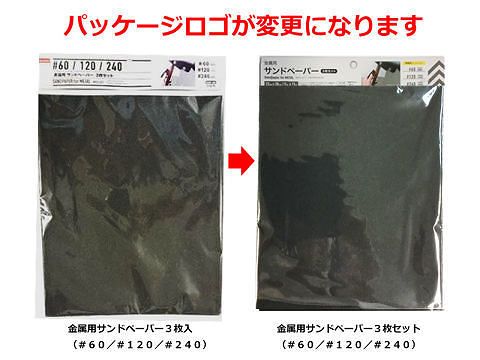 パッケージロゴが変更になります
#60 / 120 / 240
金属用 サンドペーパー 3枚セット
#60
#120
#240
金属用
サンドペーパー 3枚セット
金属用サンドペーパー３枚入
（＃６０／＃１２０／＃２４０）
金属用サンドペーパー３枚セット
（＃６０／＃１２０／＃２４０）